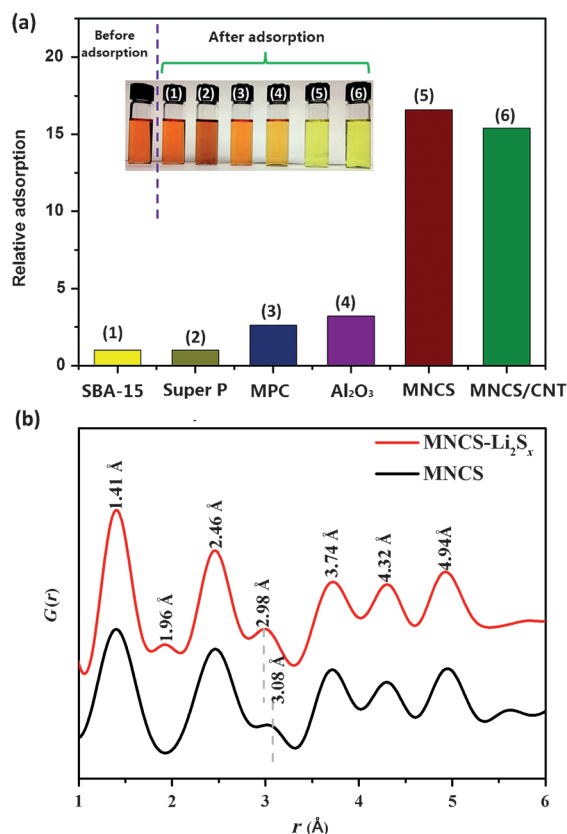 (a)
Before
adsorption
After adsorption
(1) (2) (3) (4) (5) (6)
Relative adsorption
20
15
10
5
0
(1)
(2)
(3)
(4)
(5)
(6)
SBA-15 Super P MPC Al₂O₃ MNCS MNCS/CNT
(b)
MNCS-Li₂Sₓ
MNCS
G(r)
1.41 Å
1.96 Å
2.46 Å
2.98 Å
3.08 Å
3.74 Å
4.32 Å
4.94Å
1 2 3 4 5 6
r (Å)